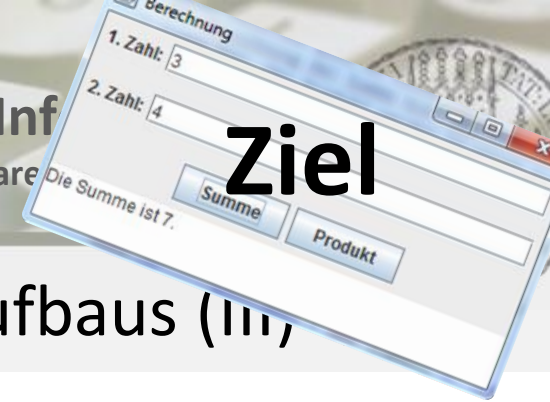 Berechnung
1. Zahl: 3
2. Zahl: 4
Ziel
Summe
Produkt
Die Summe ist 7.
Inf
are
ufbaus (III)